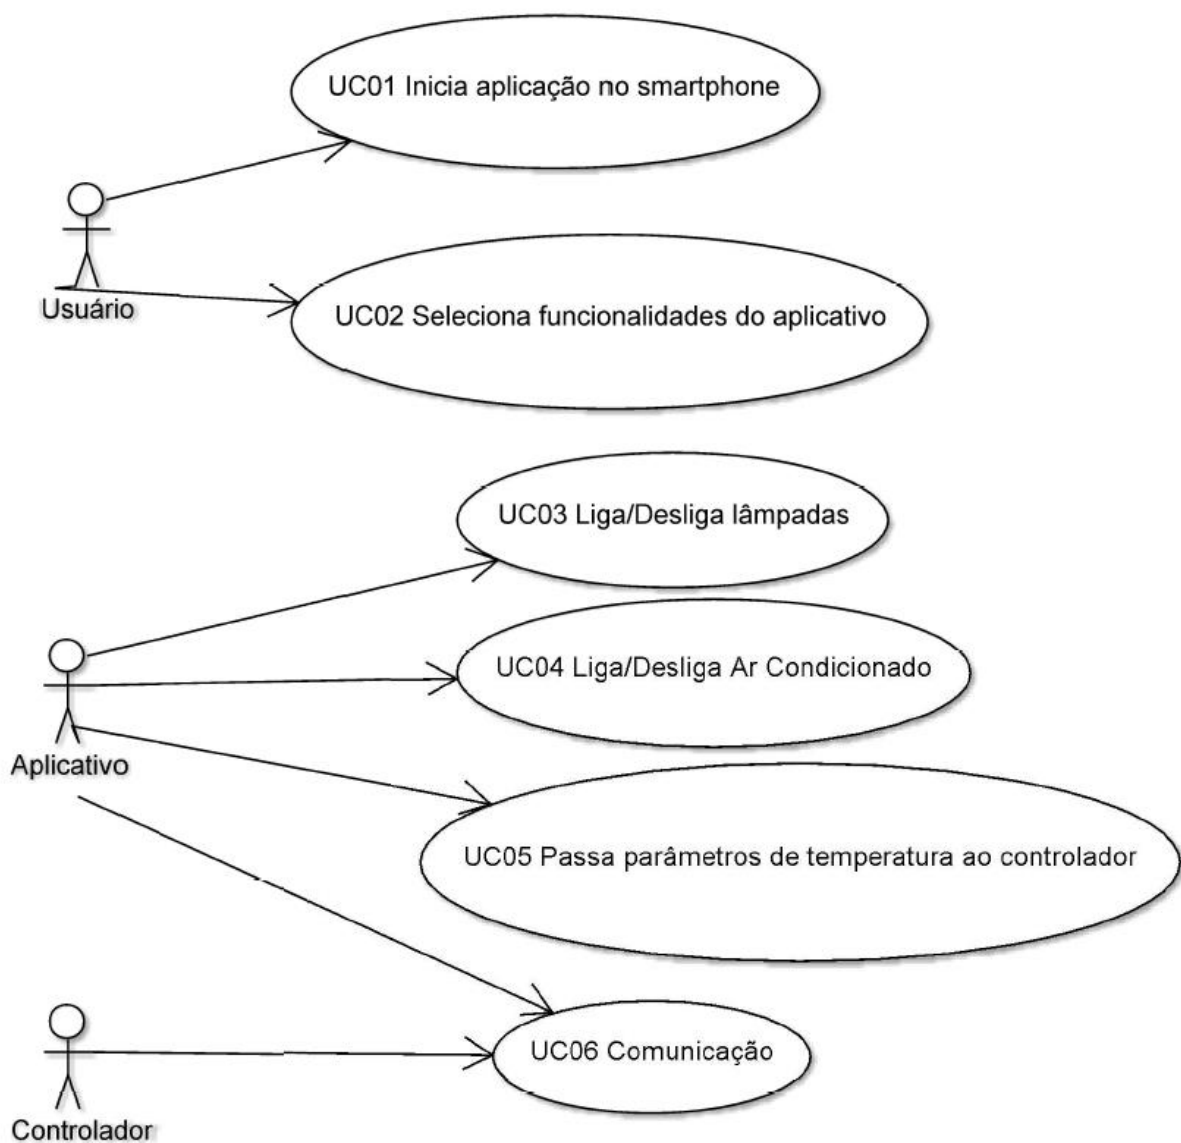 UC01 Inicia aplicação no smartphone
Usuário
UC02 Seleciona funcionalidades do aplicativo
UC03 Liga/Desliga lâmpadas
UC04 Liga/Desliga Ar Condicionado
Aplicativo
UC05 Passa parâmetros de temperatura ao controlador
UC06 Comunicação
Controlador